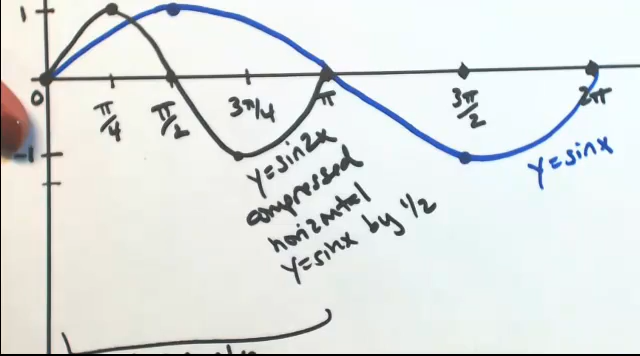 1
0
π/4
π/2
3π/4
π
3π/2
2π
-1
y=sin2x
compressed
horizontal
y=sinx by 1/2
y=sinx